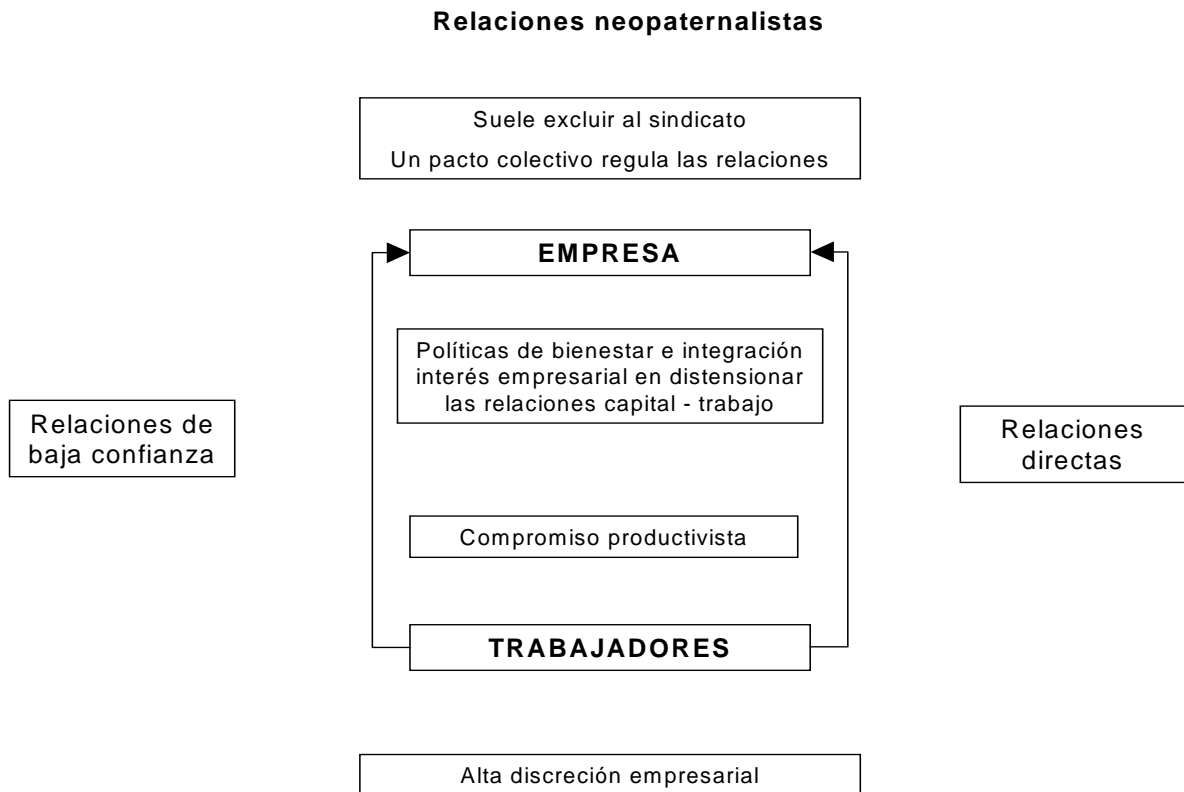 Relaciones neopaternalistas
Suele excluir al sindicato
Un pacto colectivo regula las relaciones
EMPRESA
Políticas de bienestar e integración
interés empresarial en distensionar
las relaciones capital - trabajo
Relaciones de
baja confianza
Relaciones
directas
Compromiso productivista
TRABAJADORES
Alta discreción empresarial